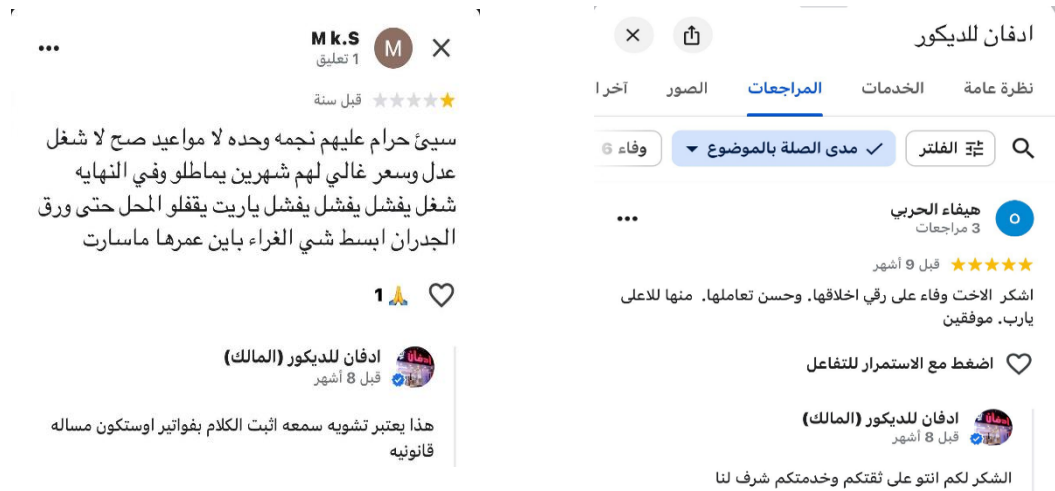 M k.S
1 تعليق
قبل سنة
سيئ حرام عليهم نجمه وحده لا مواعيد صح لا شغل
عدل وسعر غالي لهم شهرين يماطلو وفي النهايه
شغل يفشل يفشل يفشل ياريت يقفلو المحل حتى ورق
الجدران ابسط شي الغراء باين عمرها ماسارت
1
ادفان للديكور (المالك)
قبل 8 أشهر
هذا يعتبر تشويه سمعه اثبت الكلام بفواتير اوستكون مساله
قانونيه
ادفان للديكور
نظرة عامة الخدمات المراجعات الصور آخر ا
الفلتر مدى الصلة بالموضوع وفاء 6
هيفاء الحربي
3 مراجعات
قبل 9 أشهر
اشكر الاخت وفاء على رقي اخلاقها. وحسن تعاملها. منها للاعلى
يارب. موفقين
اضغط مع الاستمرار للتفاعل
ادفان للديكور (المالك)
قبل 8 أشهر
الشكر لكم انتو على ثقتكم وخدمتكم شرف لنا